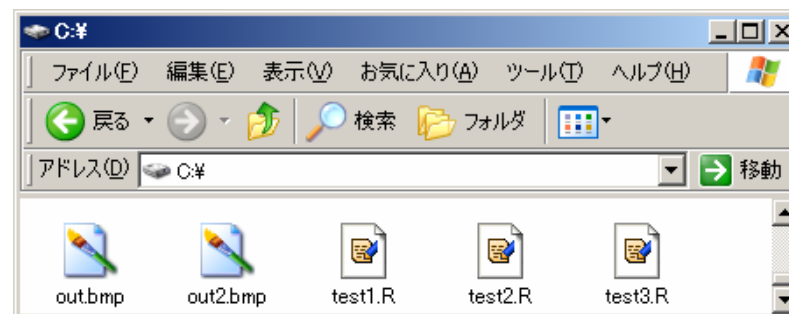 C:¥
ファイル(F) 編集(E) 表示(V) お気に入り(A) ツール(T) ヘルプ(H)
戻る 検索 フォルダ
アドレス(D) C:¥ 移動
out.bmp out2.bmp test1.R test2.R test3.R